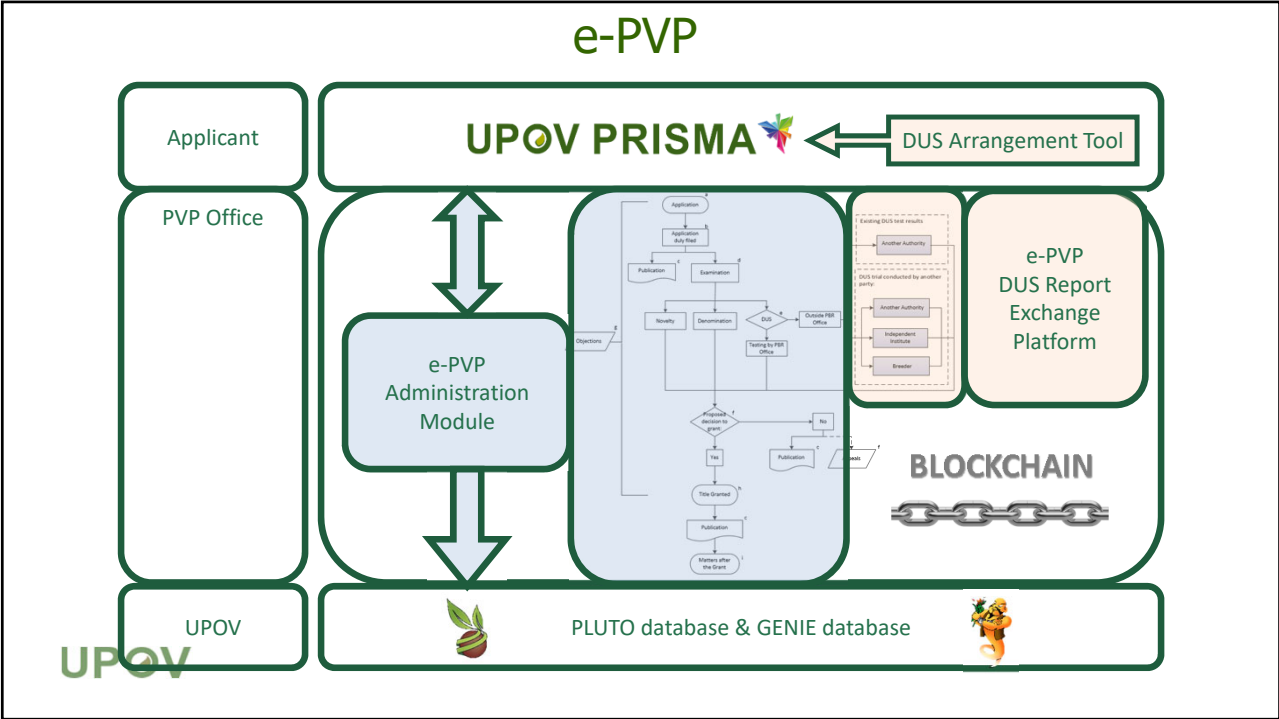 e-PVP
Applicant
UPOV PRISMA
DUS Arrangement Tool
PVP Office
e-PVP
Administration
Module
a
Application
b
Application
duly filed
c
Publication
d
Examination
Novelty
Denomination
e
DUS
Outside PBR
Office
Testing by PBR
Office
g
Objections
f
Proposed
decision to
grant:
No
Yes
c
Publication
f
h
Title Granted
c
Publication
i
Matters after
the Grant
Existing DUS test results
Another Authority
DUS trial conducted by another
party:
Another Authority
Independent
Institute
Breeder
e-PVP
DUS Report
Exchange
Platform
BLOCKCHAIN
UPOV
PLUTO database & GENIE database
UPOV